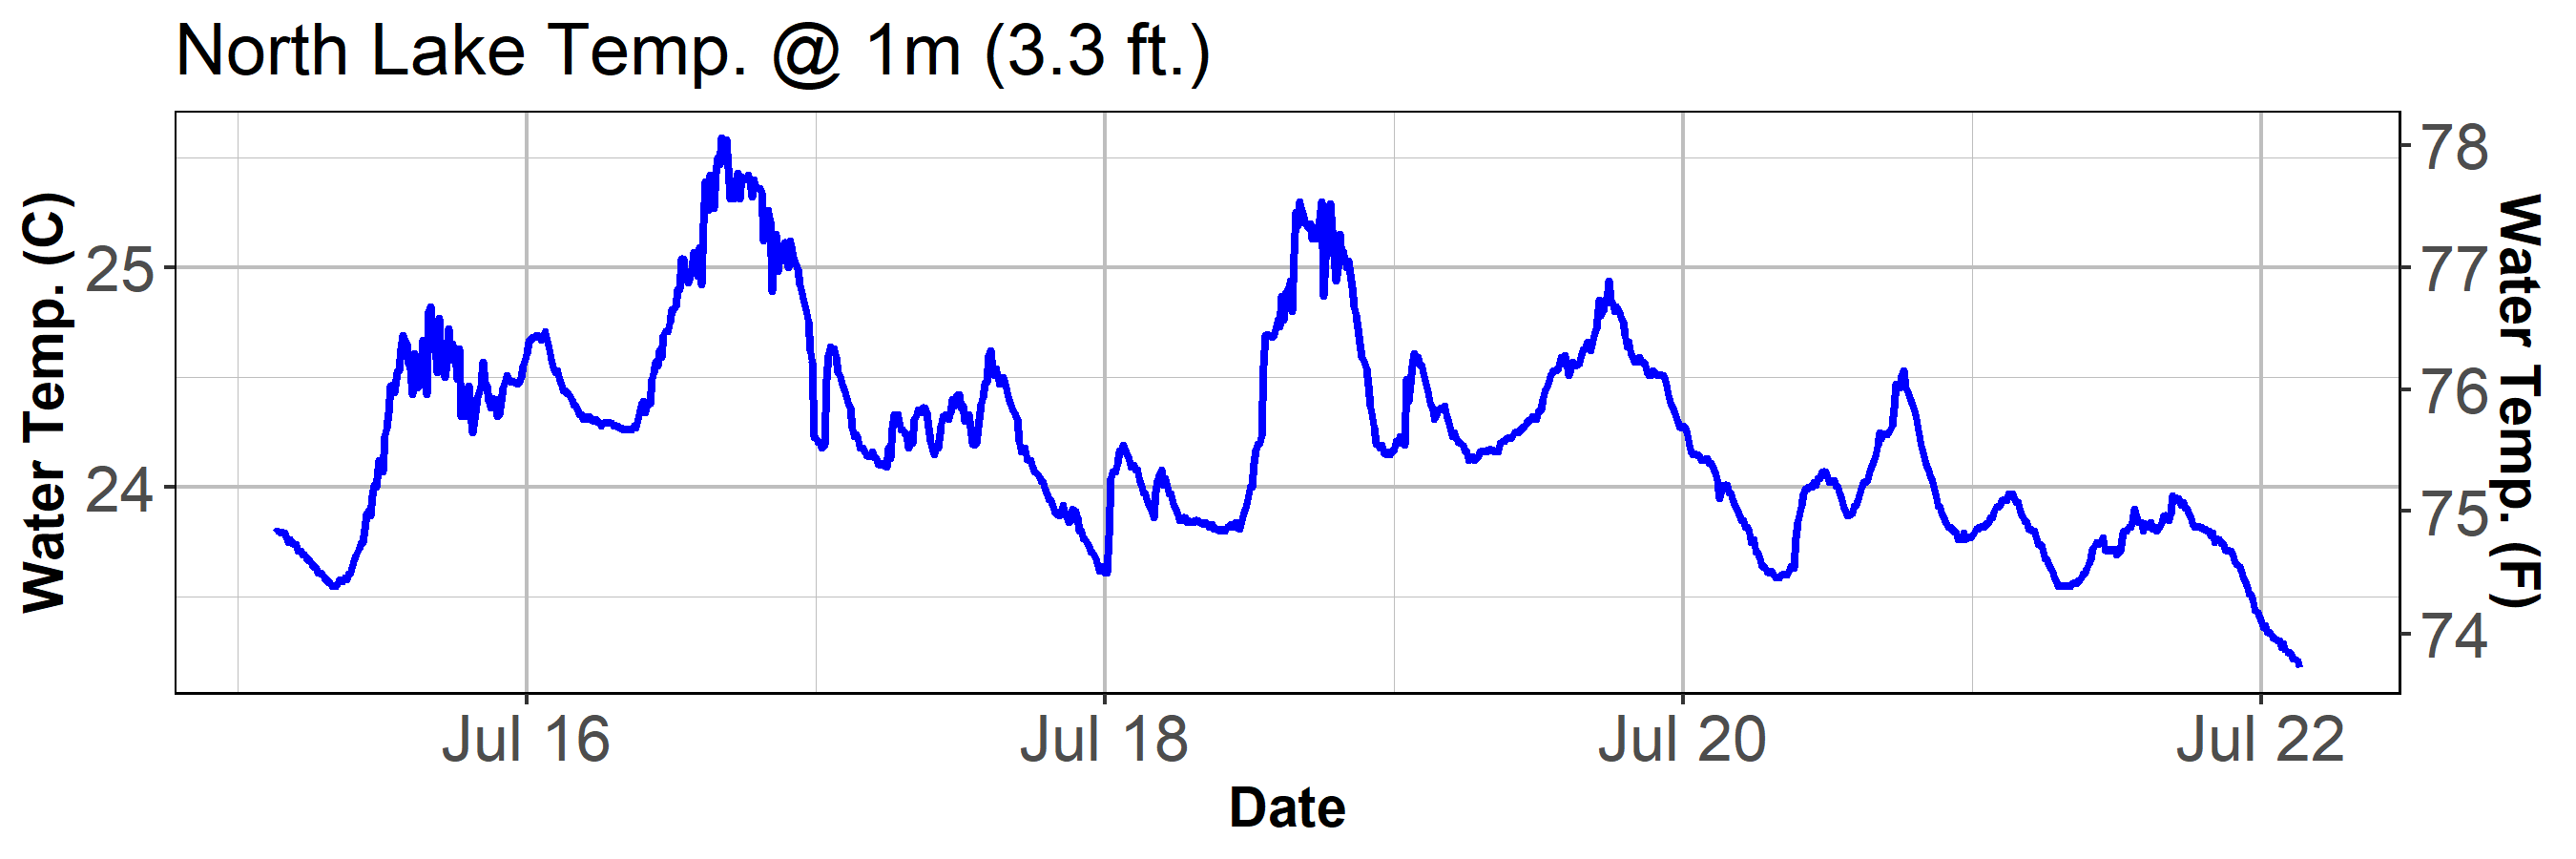 North Lake Temp. @ 1m (3.3 ft.)
Water Temp. (C)
25
24
78
77
76
75
74
Water Temp. (F)
Jul 16
Jul 18
Jul 20
Jul 22
Date